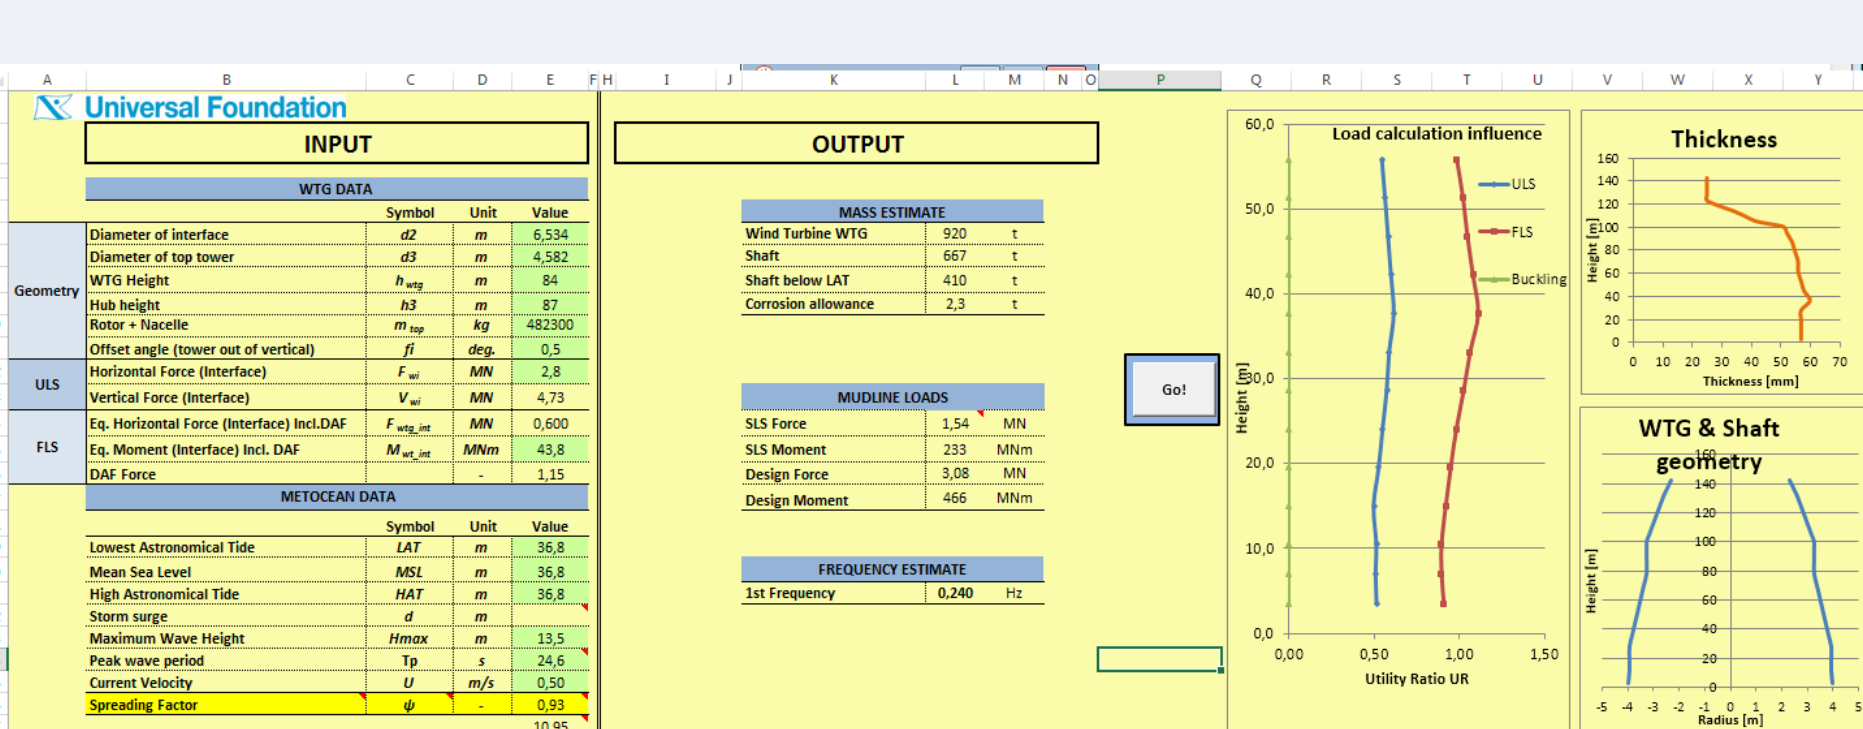 A B C D E F H I J K L M N O P Q R S T U V W X Y
Universal Foundation
INPUT
WTG DATA
Symbol Unit Value
Geometry
Diameter of interface d2 m 6,534
Diameter of top tower d3 m 4,582
WTG Height h wtg m 84
Hub height h3 m 87
Rotor + Nacelle m top kg 482300
Offset angle (tower out of vertical) fi deg. 0,5
ULS
Horizontal Force (Interface) F wi MN 2,8
Vertical Force (Interface) V wi MN 4,73
FLS
Eq. Horizontal Force (Interface) Incl.DAF F wtg_int MN 0,600
Eq. Moment (Interface) Incl. DAF M wt_int MNm 43,8
DAF Force - 1,15
METOCEAN DATA
Symbol Unit Value
Lowest Astronomical Tide LAT m 36,8
Mean Sea Level MSL m 36,8
High Astronomical Tide HAT m 36,8
Storm surge d m
Maximum Wave Height Hmax m 13,5
Peak wave period Tp s 24,6
Current Velocity U m/s 0,50
Spreading Factor ψ - 0,93
10,95
OUTPUT
MASS ESTIMATE
Wind Turbine WTG 920 t
Shaft 667 t
Shaft below LAT 410 t
Corrosion allowance 2,3 t
MUDLINE LOADS
SLS Force 1,54 MN
SLS Moment 233 MNm
Design Force 3,08 MN
Design Moment 466 MNm
FREQUENCY ESTIMATE
1st Frequency 0,240 Hz
Go!
Load calculation influence
60,0
50,0
40,0
30,0
20,0
10,0
0,0
Height [m]
ULS
FLS
Buckling
0,00 0,50 1,00 1,50
Utility Ratio UR
Thickness
160
140
120
100
80
60
40
20
0
Height [m]
0 10 20 30 40 50 60 70
Thickness [mm]
WTG & Shaft
geometry
160
140
120
100
80
60
40
20
0
Height [m]
-5 -4 -3 -2 -1 0 1 2 3 4 5
Radius [m]